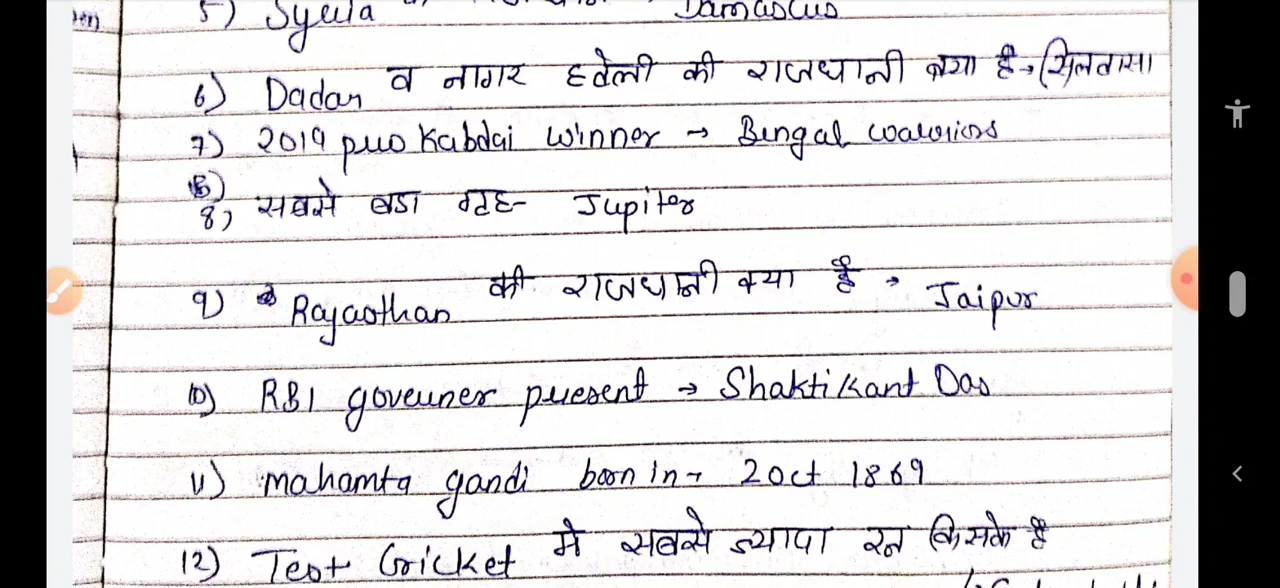 5) Syria Damascus
6) Dadar व नागर हवेली की राजधानी क्या है → सिलवासा
7) 2019 pro Kabdai winner → Bengal warriors
8) सबसे बडा ग्रह - Jupiter
9) Rajasthan की राजधानी क्या है → Jaipur
10) RBI governer present → Shaktikant Das
11) mahamta gandi born in → 2 Oct 1869
12) Test Cricket मे सबसे ज्यादा रन किसके है